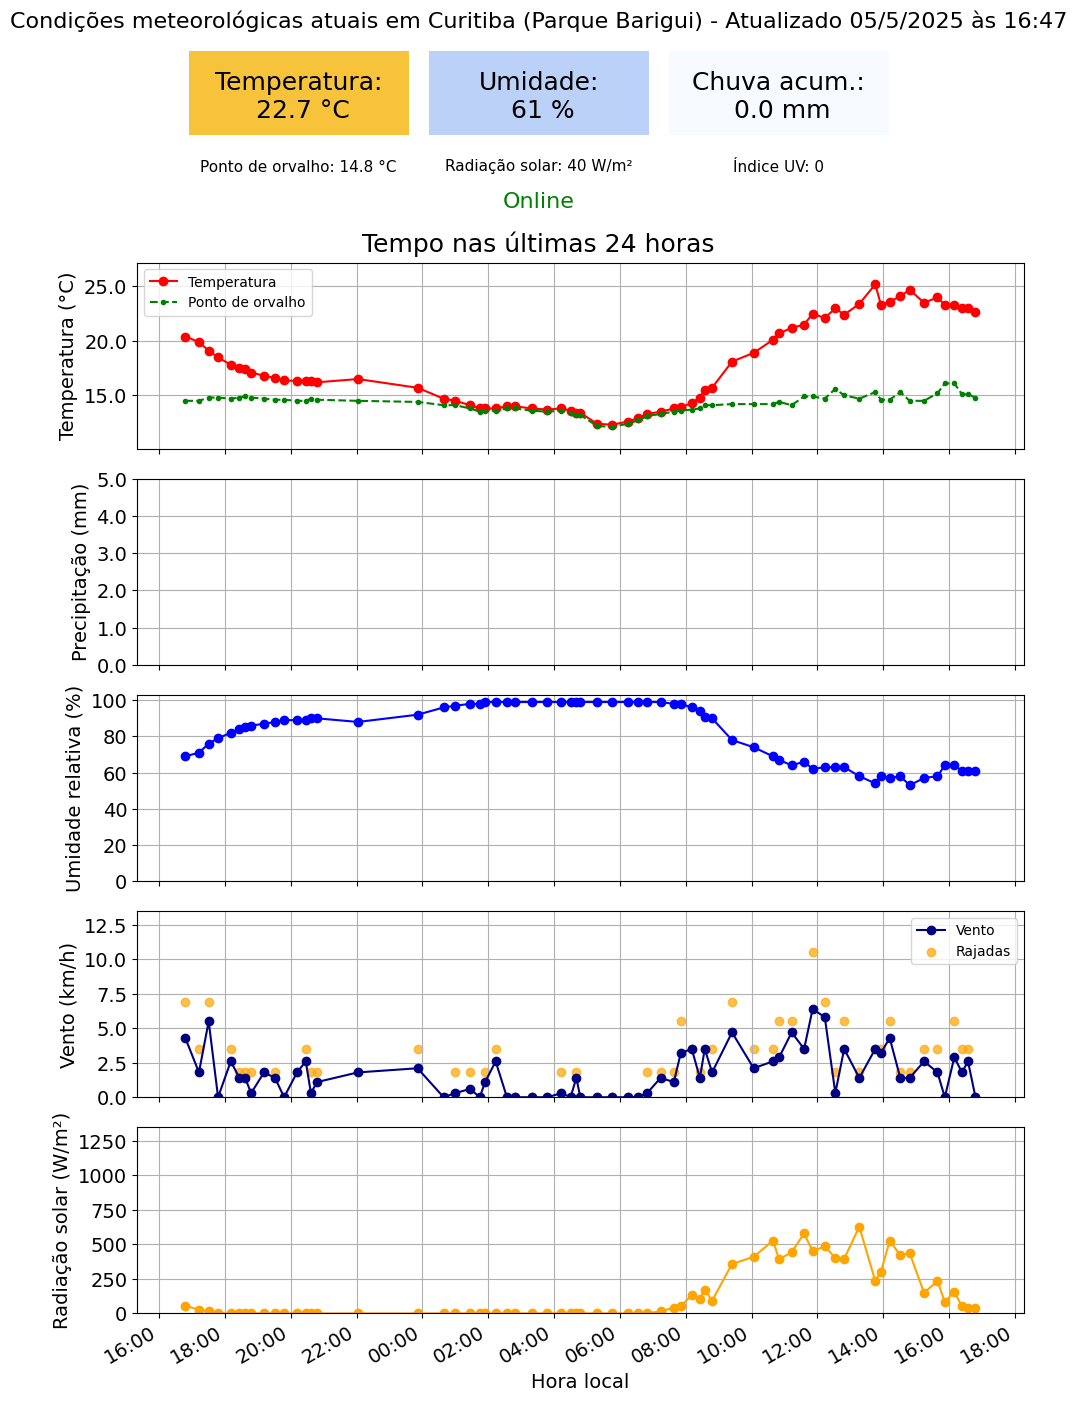 Condições meteorológicas atuais em Curitiba (Parque Barigui) - Atualizado 05/5/2025 às 16:47
Temperatura:
22.7 °C
Umidade:
61 %
Chuva acum.:
0.0 mm
Ponto de orvalho: 14.8 °C
Radiação solar: 40 W/m²
Índice UV: 0
Online
Tempo nas últimas 24 horas
Temperatura (°C)
25.0
20.0
15.0
Temperatura
Ponto de orvalho
Precipitação (mm)
5.0
4.0
3.0
2.0
1.0
0.0
Umidade relativa (%)
100
80
60
40
20
0
Vento (km/h)
12.5
10.0
7.5
5.0
2.5
0.0
Vento
Rajadas
Radiação solar (W/m²)
1250
1000
750
500
250
0
16:00
18:00
20:00
22:00
00:00
02:00
04:00
06:00
08:00
10:00
12:00
14:00
16:00
18:00
Hora local